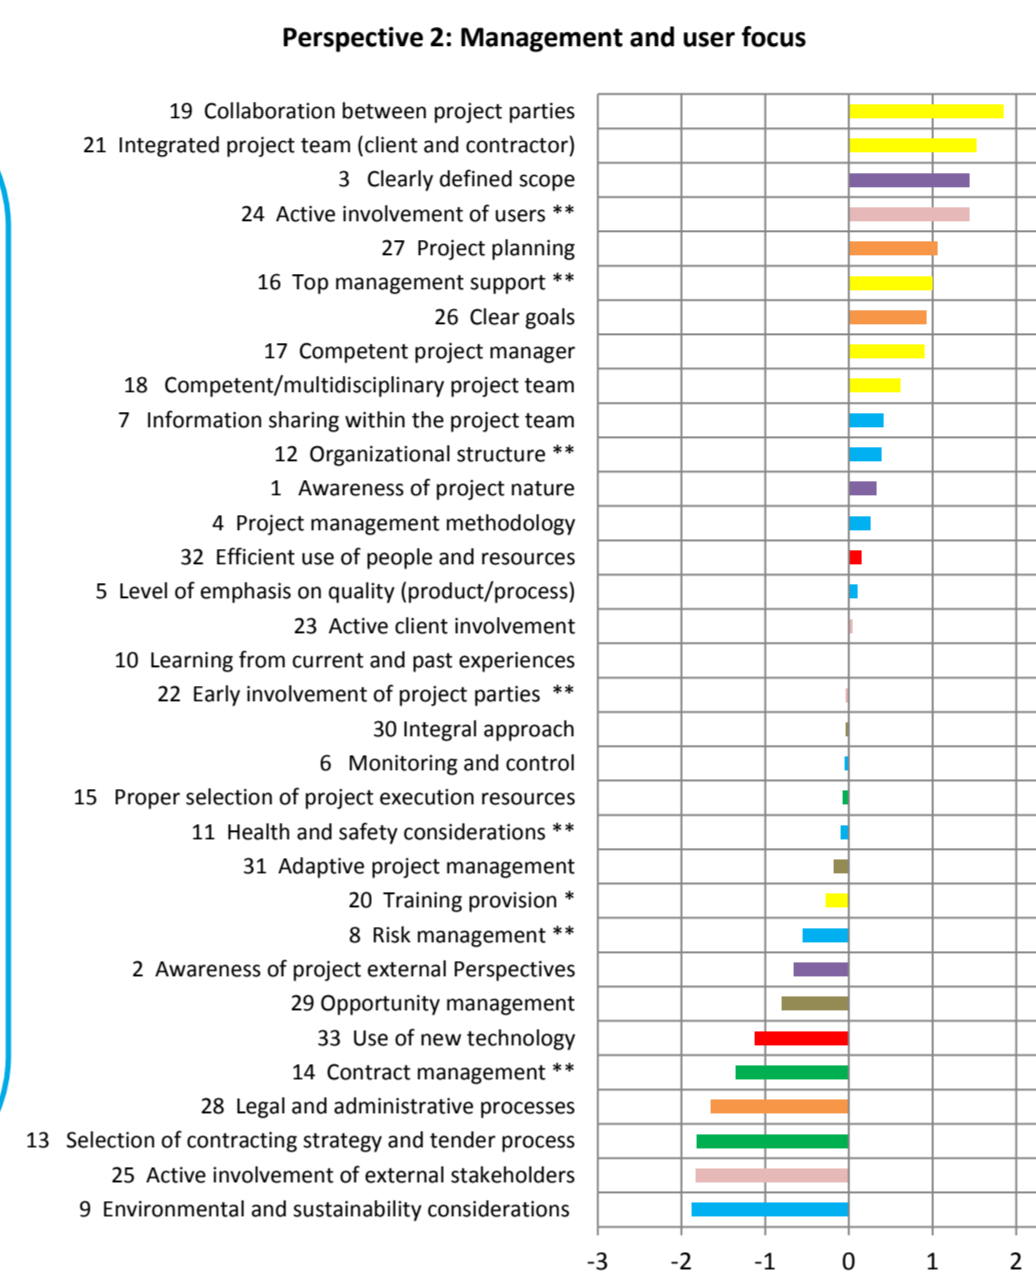 Perspective 2: Management and user focus
19 Collaboration between project parties
21 Integrated project team (client and contractor)
3 Clearly defined scope
24 Active involvement of users **
27 Project planning
16 Top management support **
26 Clear goals
17 Competent project manager
18 Competent/multidisciplinary project team
7 Information sharing within the project team
12 Organizational structure **
1 Awareness of project nature
4 Project management methodology
32 Efficient use of people and resources
5 Level of emphasis on quality (product/process)
23 Active client involvement
10 Learning from current and past experiences
22 Early involvement of project parties **
30 Integral approach
6 Monitoring and control
15 Proper selection of project execution resources
11 Health and safety considerations **
31 Adaptive project management
20 Training provision *
8 Risk management **
2 Awareness of project external Perspectives
29 Opportunity management
33 Use of new technology
14 Contract management **
28 Legal and administrative processes
13 Selection of contracting strategy and tender process
25 Active involvement of external stakeholders
9 Environmental and sustainability considerations
-3 -2 -1 0 1 2